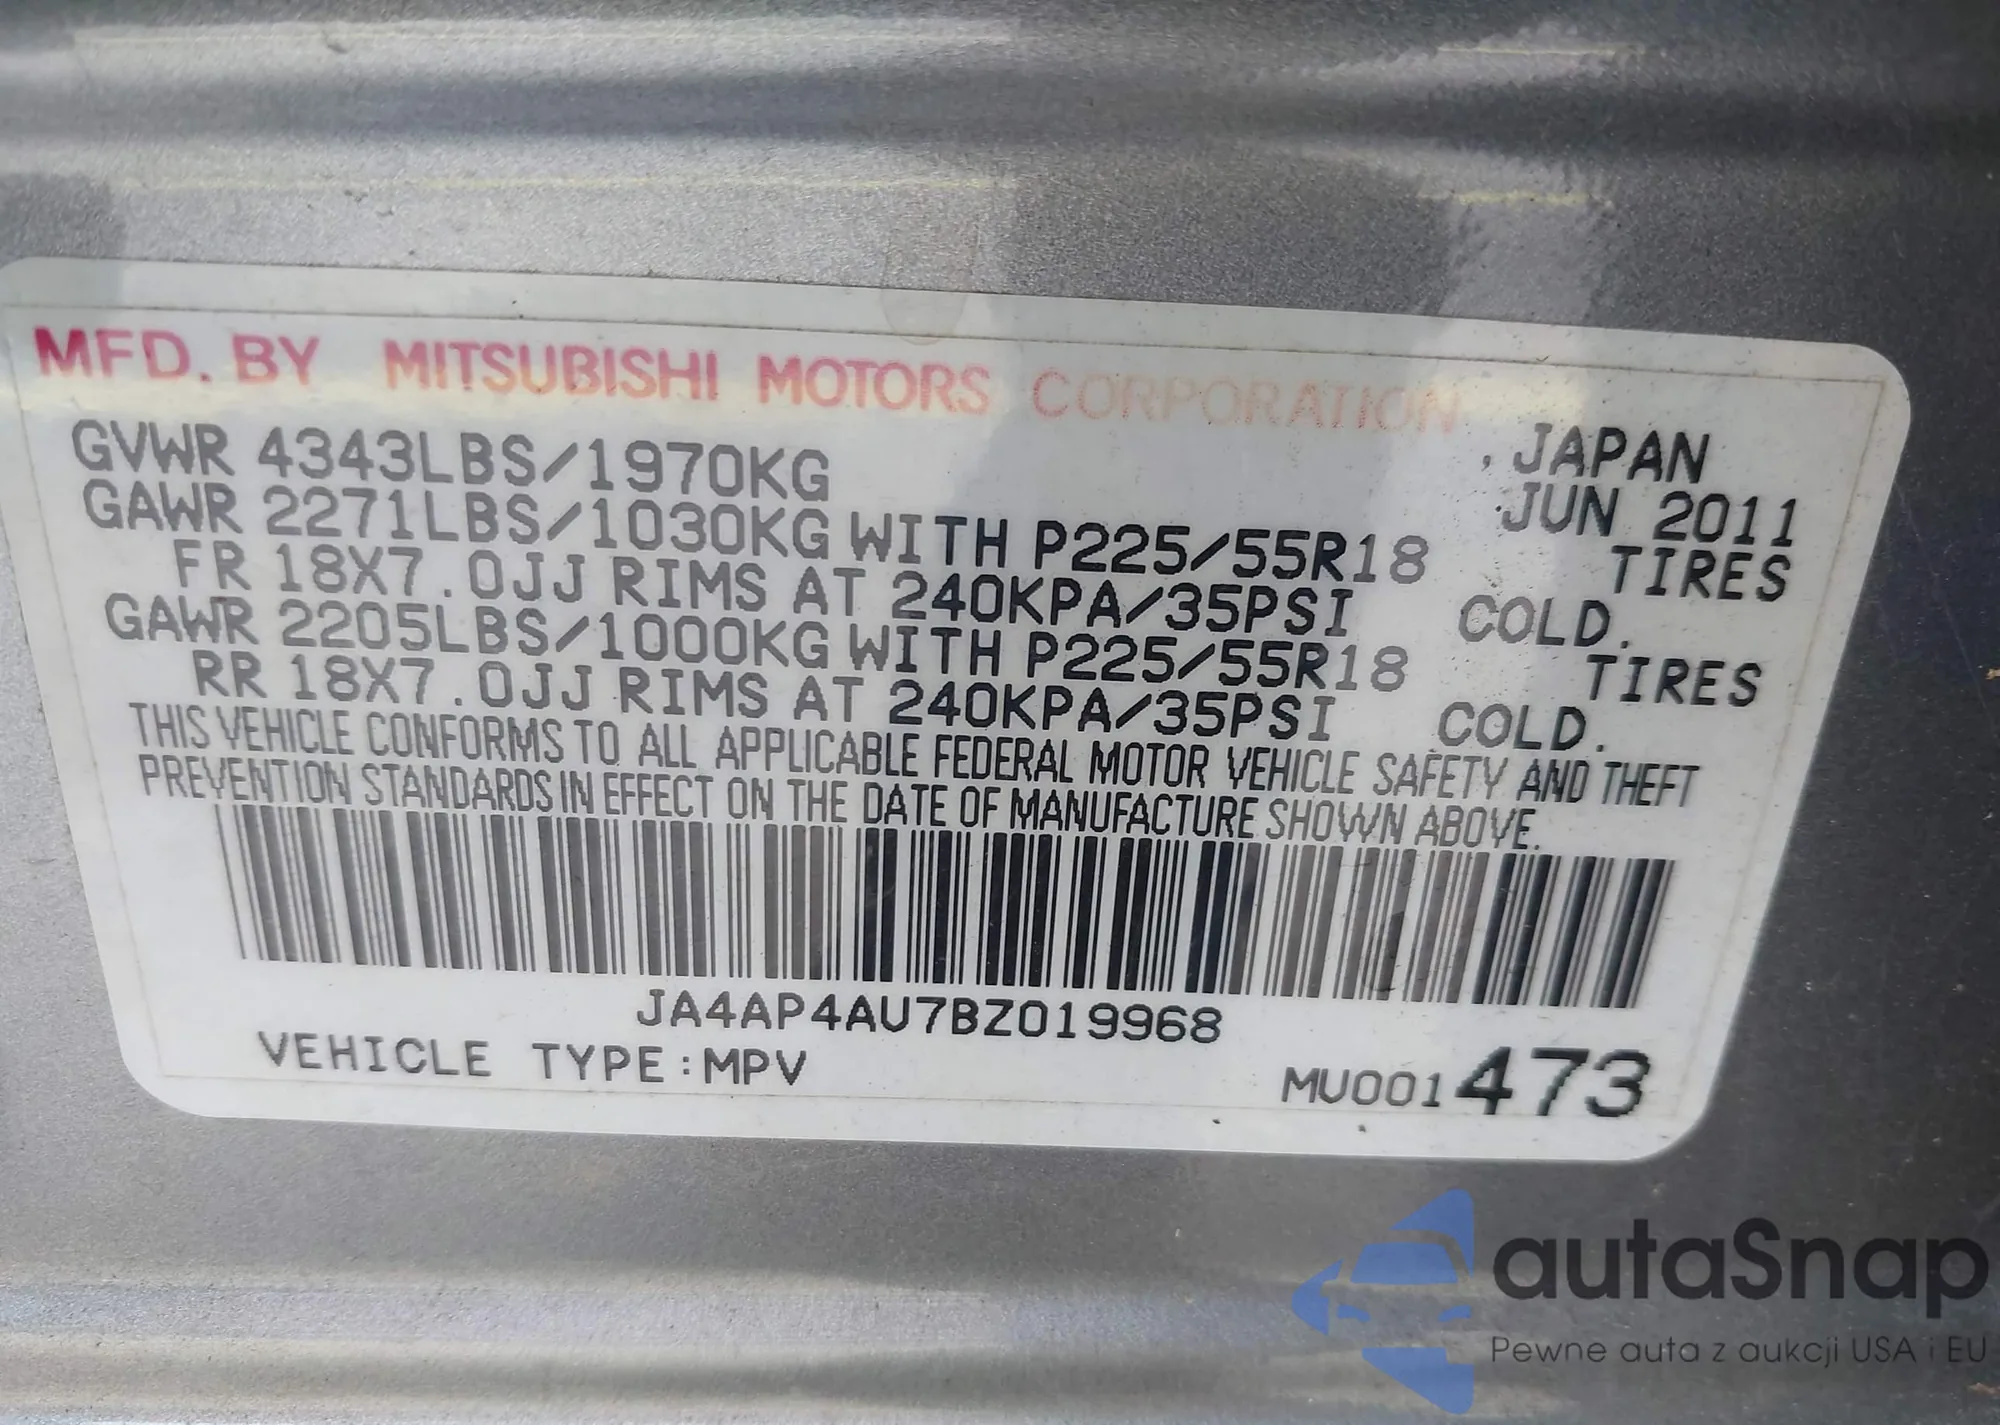 MFD. BY MITSUBISHI MOTORS CORPORATION
GVWR 4343LBS/1970KG , JAPAN
GAWR 2271LBS/1030KG WITH P225/55R18 JUN 2011
FR 18X7.0JJ RIMS AT 240KPA/35PSI TIRES
GAWR 2205LBS/1000KG WITH P225/55R18 COLD.
RR 18X7.0JJ RIMS AT 240KPA/35PSI TIRES
COLD.
THIS VEHICLE CONFORMS TO ALL APPLICABLE FEDERAL MOTOR VEHICLE SAFETY AND THEFT
PREVENTION STANDARDS IN EFFECT ON THE DATE OF MANUFACTURE SHOWN ABOVE.
JA4AP4AU7BZ019968
VEHICLE TYPE:MPV MU001473
autaSnap
Pewne auta z aukcji USA i EU